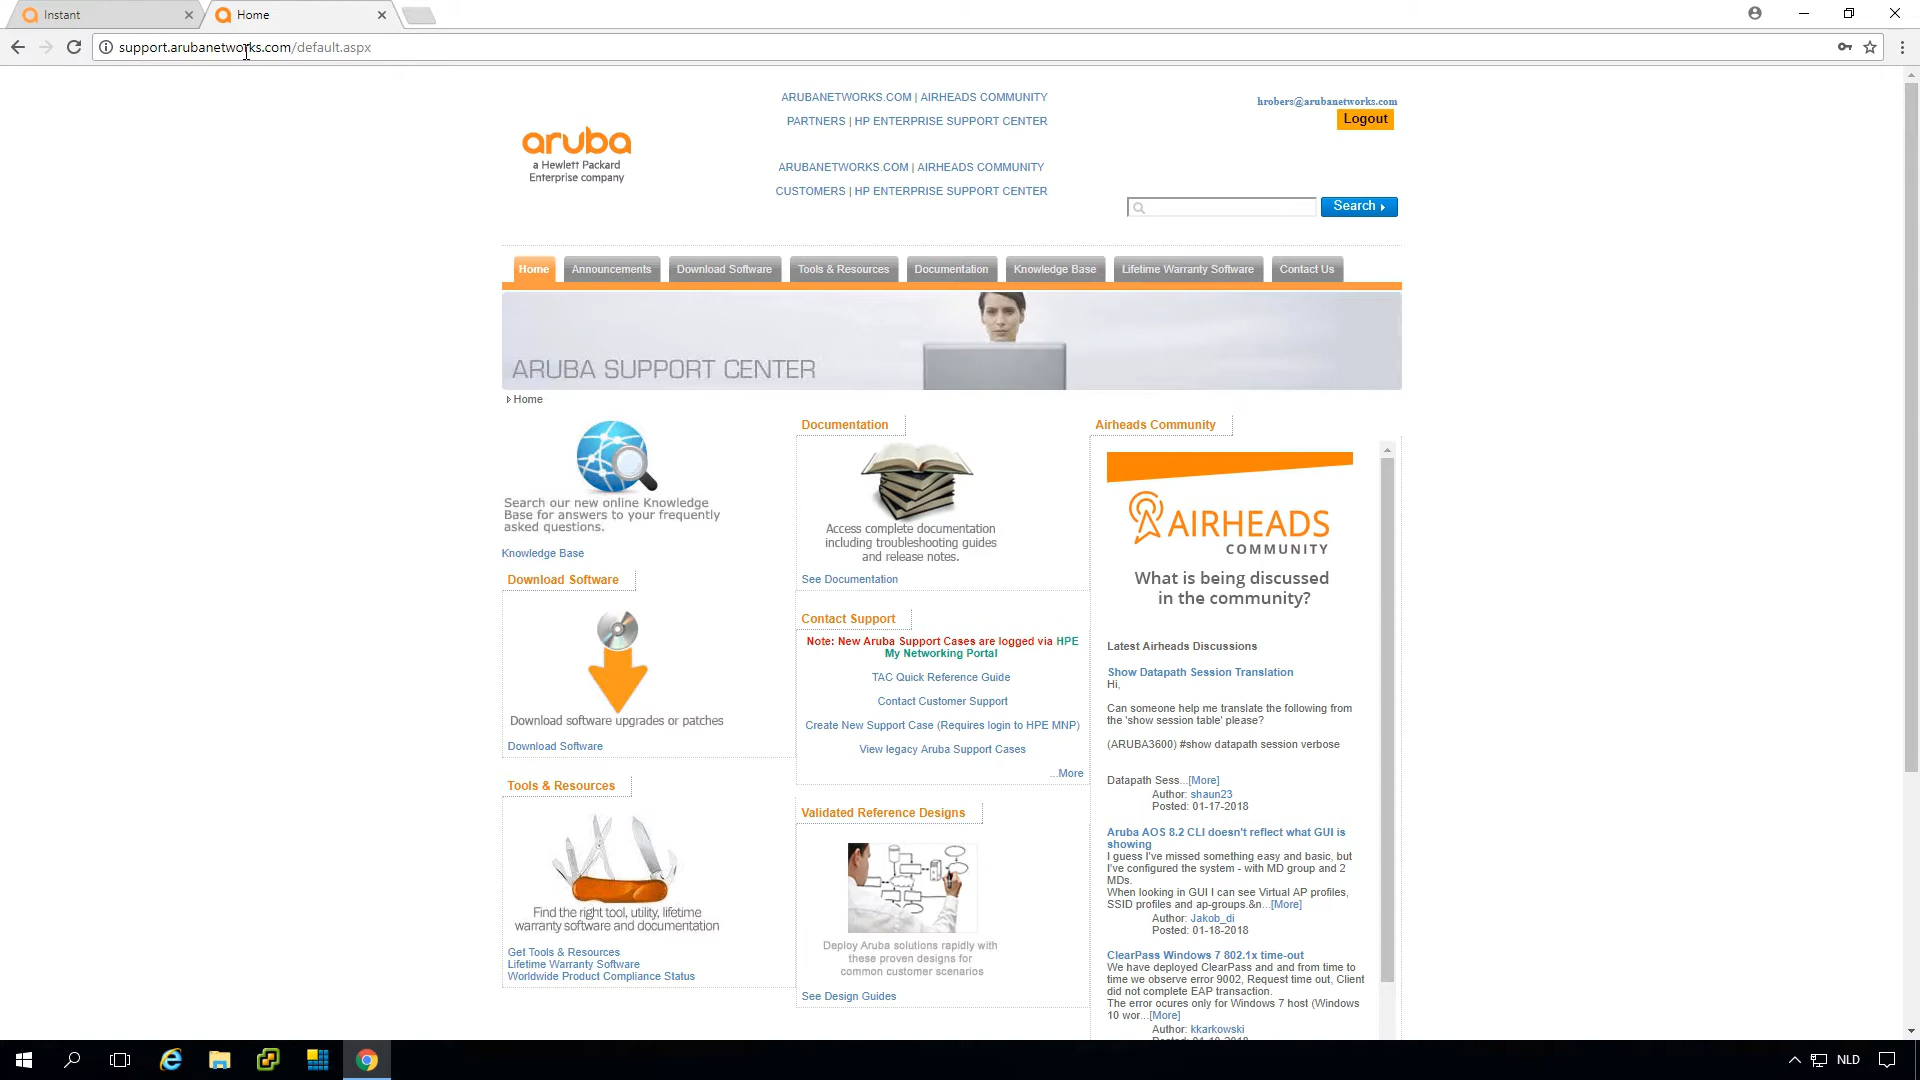 Instant
Home
support.arubanetworks.com/default.aspx
ARUBANETWORKS.COM | AIRHEADS COMMUNITY
PARTNERS | HP ENTERPRISE SUPPORT CENTER
ARUBANETWORKS.COM | AIRHEADS COMMUNITY
CUSTOMERS | HP ENTERPRISE SUPPORT CENTER
hrobers@arubanetworks.com
Logout
aruba
a Hewlett Packard
Enterprise company
Search
Home
Announcements
Download Software
Tools & Resources
Documentation
Knowledge Base
Lifetime Warranty Software
Contact Us
ARUBA SUPPORT CENTER
Home
Search our new online Knowledge
Base for answers to your frequently
asked questions.
Knowledge Base
Download Software
Download software upgrades or patches
Download Software
Tools & Resources
Find the right tool, utility, lifetime
warranty software and documentation
Get Tools & Resources
Lifetime Warranty Software
Worldwide Product Compliance Status
Documentation
Access complete documentation
including troubleshooting guides
and release notes.
See Documentation
Contact Support
Note: New Aruba Support Cases are logged via HPE
My Networking Portal
TAC Quick Reference Guide
Contact Customer Support
Create New Support Case (Requires login to HPE MNP)
View legacy Aruba Support Cases
...More
Validated Reference Designs
Deploy Aruba solutions rapidly with
these proven designs for
common customer scenarios
See Design Guides
Airheads Community
AIRHEADS
COMMUNITY
What is being discussed
in the community?
Latest Airheads Discussions
Show Datapath Session Translation
Hi,
Can someone help me translate the following from
the 'show session table' please?
(ARUBA3600) #show datapath session verbose
Datapath Sess...[More]
Author: shaun23
Posted: 01-17-2018
Aruba AOS 8.2 CLI doesn't reflect what GUI is
showing
I guess I've missed something easy and basic, but
I've configured the system - with MD group and 2
MDs.
When looking in GUI I can see Virtual AP profiles,
SSID profiles and ap-groups.&n...[More]
Author: Jakob_di
Posted: 01-18-2018
ClearPass Windows 7 802.1x time-out
We have deployed ClearPass and and from time to
time we observe error 9002, Request time out, Client
did not complete EAP transaction.
The error ocures only for Windows 7 host (Windows
10 wor...[More]
Author: kkarkowski
NLD